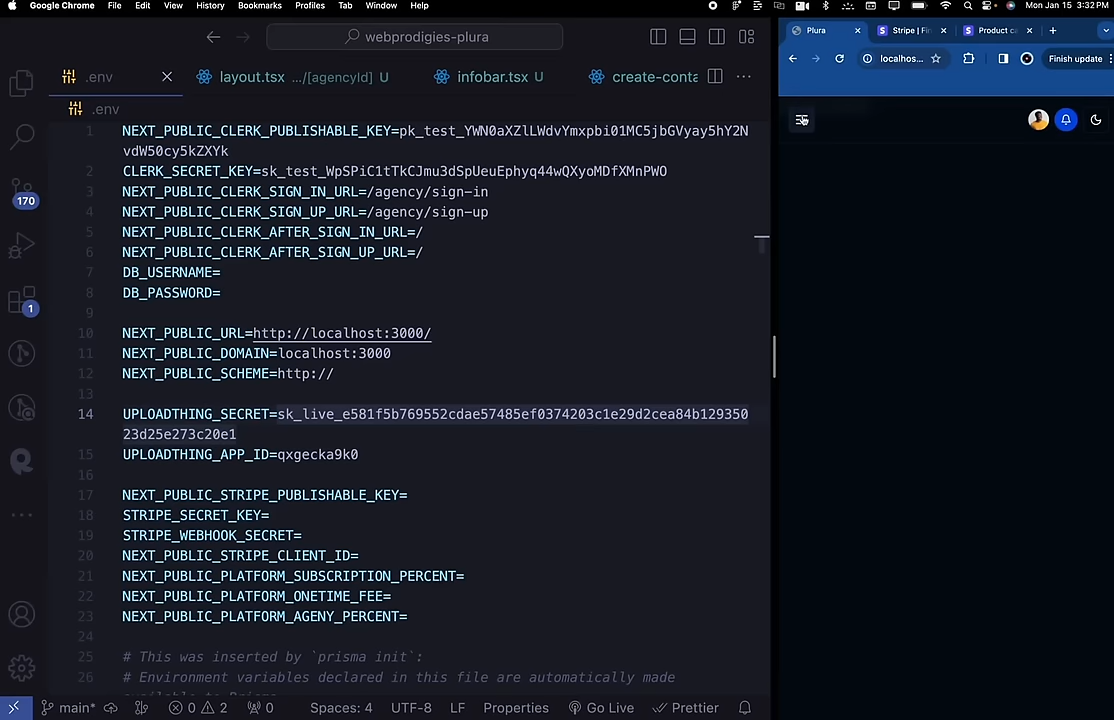 Google Chrome File Edit View History Bookmarks Profiles Tab Window Help Mon Jan 15 3:32 PM
webprodigies-plura
Plura
Stripe | Fi
Product ca
localhos...
Finish update
.env
layout.tsx .../[agencyId] U
infobar.tsx U
create-conta
.env
1 NEXT_PUBLIC_CLERK_PUBLISHABLE_KEY=pk_test_YWN0aXZlLWdvYmxpbi01MC5jbGVyay5hY2N
vdW50cy5kZXYk
2 CLERK_SECRET_KEY=sk_test_WpSPiC1tTkCJmu3dSpUeuEphyq44wQXyoMDfXMnPWO
3 NEXT_PUBLIC_CLERK_SIGN_IN_URL=/agency/sign-in
4 NEXT_PUBLIC_CLERK_SIGN_UP_URL=/agency/sign-up
5 NEXT_PUBLIC_CLERK_AFTER_SIGN_IN_URL=/
6 NEXT_PUBLIC_CLERK_AFTER_SIGN_UP_URL=/
7 DB_USERNAME=
8 DB_PASSWORD=
9
10 NEXT_PUBLIC_URL=http://localhost:3000/
11 NEXT_PUBLIC_DOMAIN=localhost:3000
12 NEXT_PUBLIC_SCHEME=http://
13
14 UPLOADTHING_SECRET=sk_live_e581f5b769552cdae57485ef0374203c1e29d2cea84b129350
23d25e273c20e1
15 UPLOADTHING_APP_ID=qxgecka9k0
16
17 NEXT_PUBLIC_STRIPE_PUBLISHABLE_KEY=
18 STRIPE_SECRET_KEY=
19 STRIPE_WEBHOOK_SECRET=
20 NEXT_PUBLIC_STRIPE_CLIENT_ID=
21 NEXT_PUBLIC_PLATFORM_SUBSCRIPTION_PERCENT=
22 NEXT_PUBLIC_PLATFORM_ONETIME_FEE=
23 NEXT_PUBLIC_PLATFORM_AGENY_PERCENT=
24
25 # This was inserted by `prisma init`:
26 # Environment variables declared in this file are automatically made
170
1
main* 0 2 0 Spaces: 4 UTF-8 LF Properties Go Live Prettier